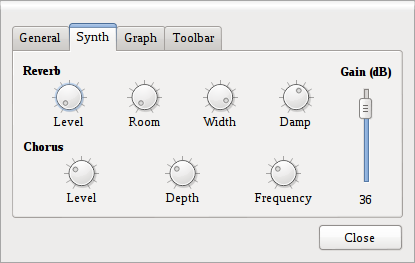 General Synth Graph Toolbar
Reverb Gain (dB)
Level Room Width Damp
Chorus
Level Depth Frequency
36
Close